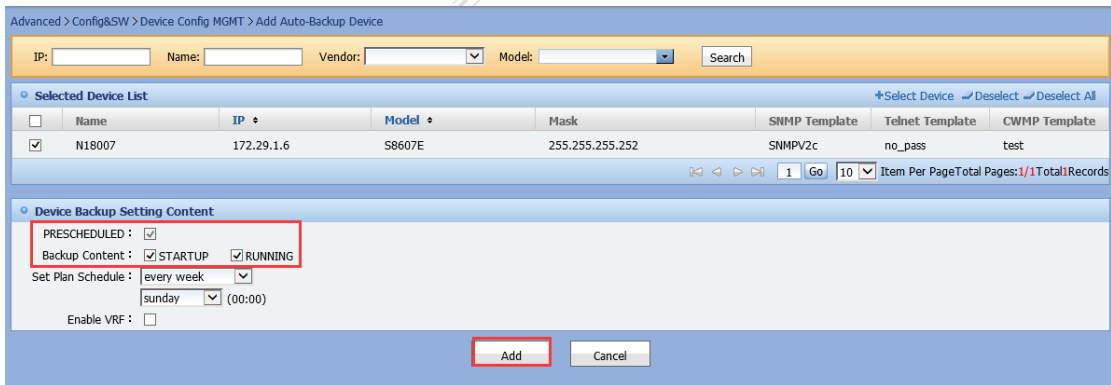 Advanced > Config&SW > Device Config MGMT > Add Auto-Backup Device
IP: Name: Vendor: Model: Search
Selected Device List +Select Device Deselect Deselect All
Name IP Model Mask SNMP Template Telnet Template CWMP Template
N18007 172.29.1.6 S8607E 255.255.255.252 SNMPV2c no_pass test
1 Go 10 Item Per PageTotal Pages:1/1Total1Records
Device Backup Setting Content
PRESCHEDULED:
Backup Content: STARTUP RUNNING
Set Plan Schedule: every week
sunday (00:00)
Enable VRF:
Add Cancel